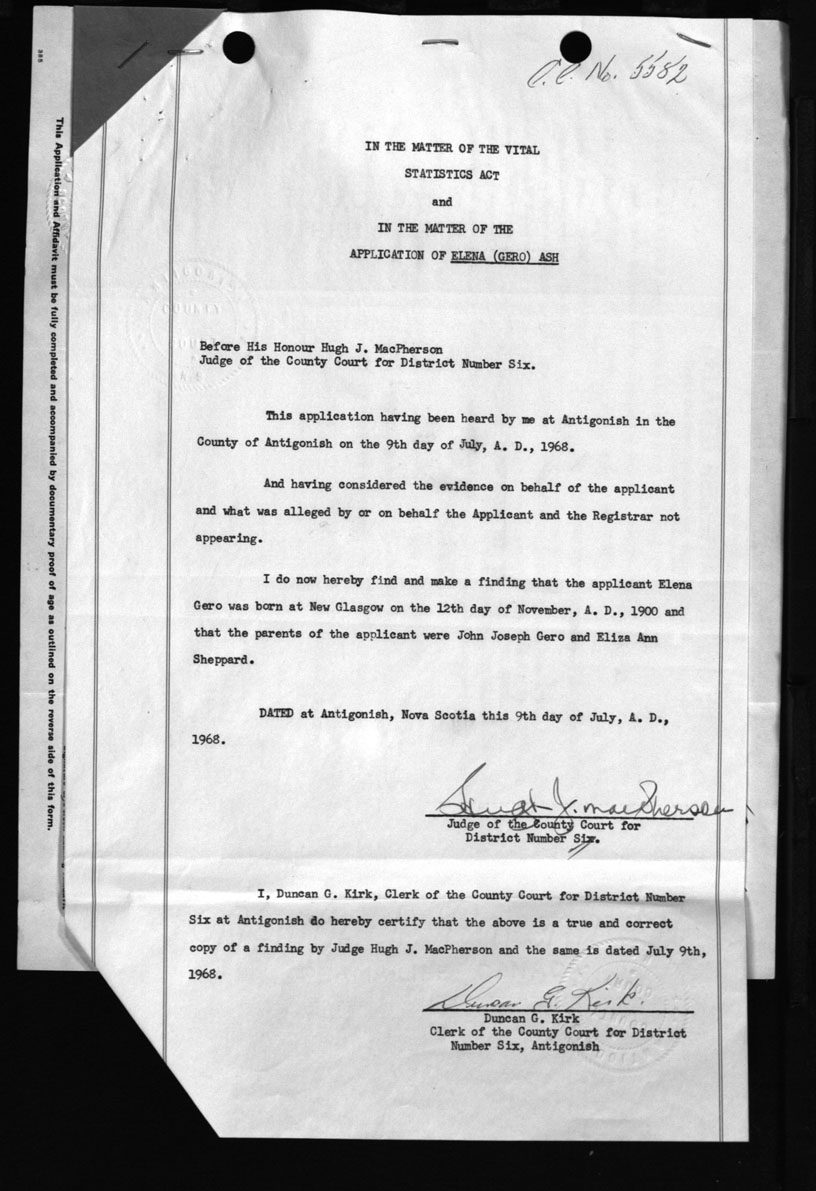 C.C. No. 5582
IN THE MATTER OF THE VITAL
STATISTICS ACT
and
IN THE MATTER OF THE
APPLICATION OF ELENA (GERO) ASH
Before His Honour Hugh J. MacPherson
Judge of the County Court for District Number Six.
This application having been heard by me at Antigonish in the
County of Antigonish on the 9th day of July, A. D., 1968.
And having considered the evidence on behalf of the applicant
and what was alleged by or on behalf the Applicant and the Registrar not
appearing.
I do now hereby find and make a finding that the applicant Elena
Gero was born at New Glasgow on the 12th day of November, A. D., 1900 and
that the parents of the applicant were John Joseph Gero and Eliza Ann
Sheppard.
DATED at Antigonish, Nova Scotia this 9th day of July, A. D.,
1968.
Hugh J. MacPherson
Judge of the County Court for
District Number Six.
I, Duncan G. Kirk, Clerk of the County Court for District Number
Six at Antigonish do hereby certify that the above is a true and correct
copy of a finding by Judge Hugh J. MacPherson and the same is dated July 9th,
1968.
Duncan G. Kirk.
Duncan G. Kirk
Clerk of the County Court for District
Number Six, Antigonish
This Application and Affidavit must be fully completed and accompanied by documentary proof of age as outlined on the reverse side of this form.